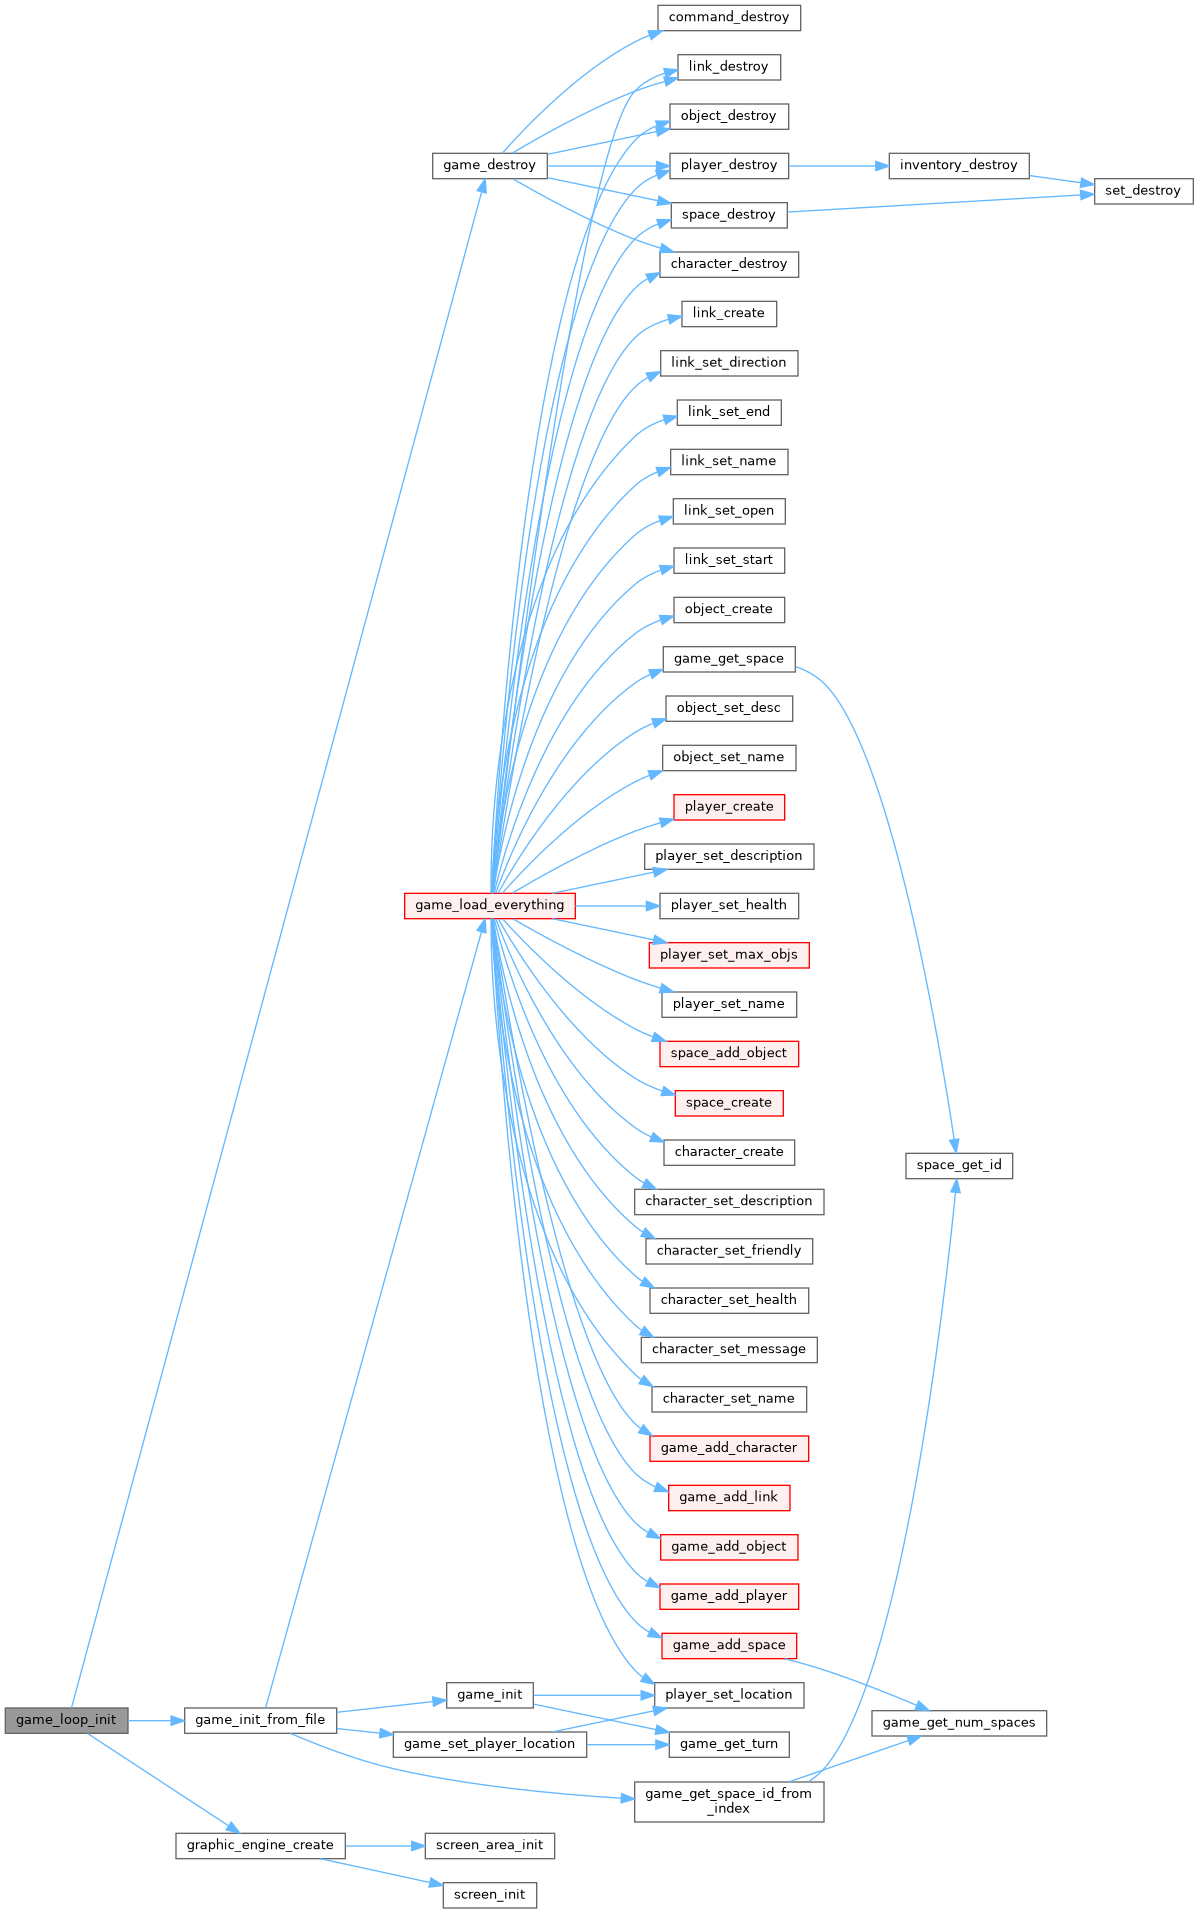 command_destroy
link_destroy
object_destroy
game_destroy
player_destroy
inventory_destroy
set_destroy
space_destroy
character_destroy
link_create
link_set_direction
link_set_end
link_set_name
link_set_open
link_set_start
object_create
game_get_space
object_set_desc
object_set_name
player_create
player_set_description
game_load_everything
player_set_health
player_set_max_objs
player_set_name
space_add_object
space_create
character_create
space_get_id
character_set_description
character_set_friendly
character_set_health
character_set_message
character_set_name
game_add_character
game_add_link
game_add_object
game_add_player
game_add_space
game_init
player_set_location
game_loop_init
game_init_from_file
game_get_num_spaces
game_set_player_location
game_get_turn
game_get_space_id_from
_index
graphic_engine_create
screen_area_init
screen_init